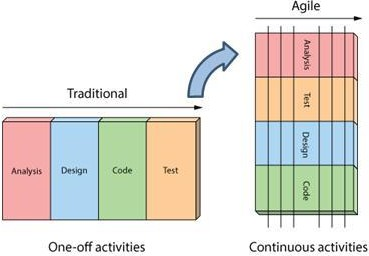 Agile
Traditional
Analysis
Design
Code
Test
Analysis
Test
Design
Code
One-off activities
Continuous activities